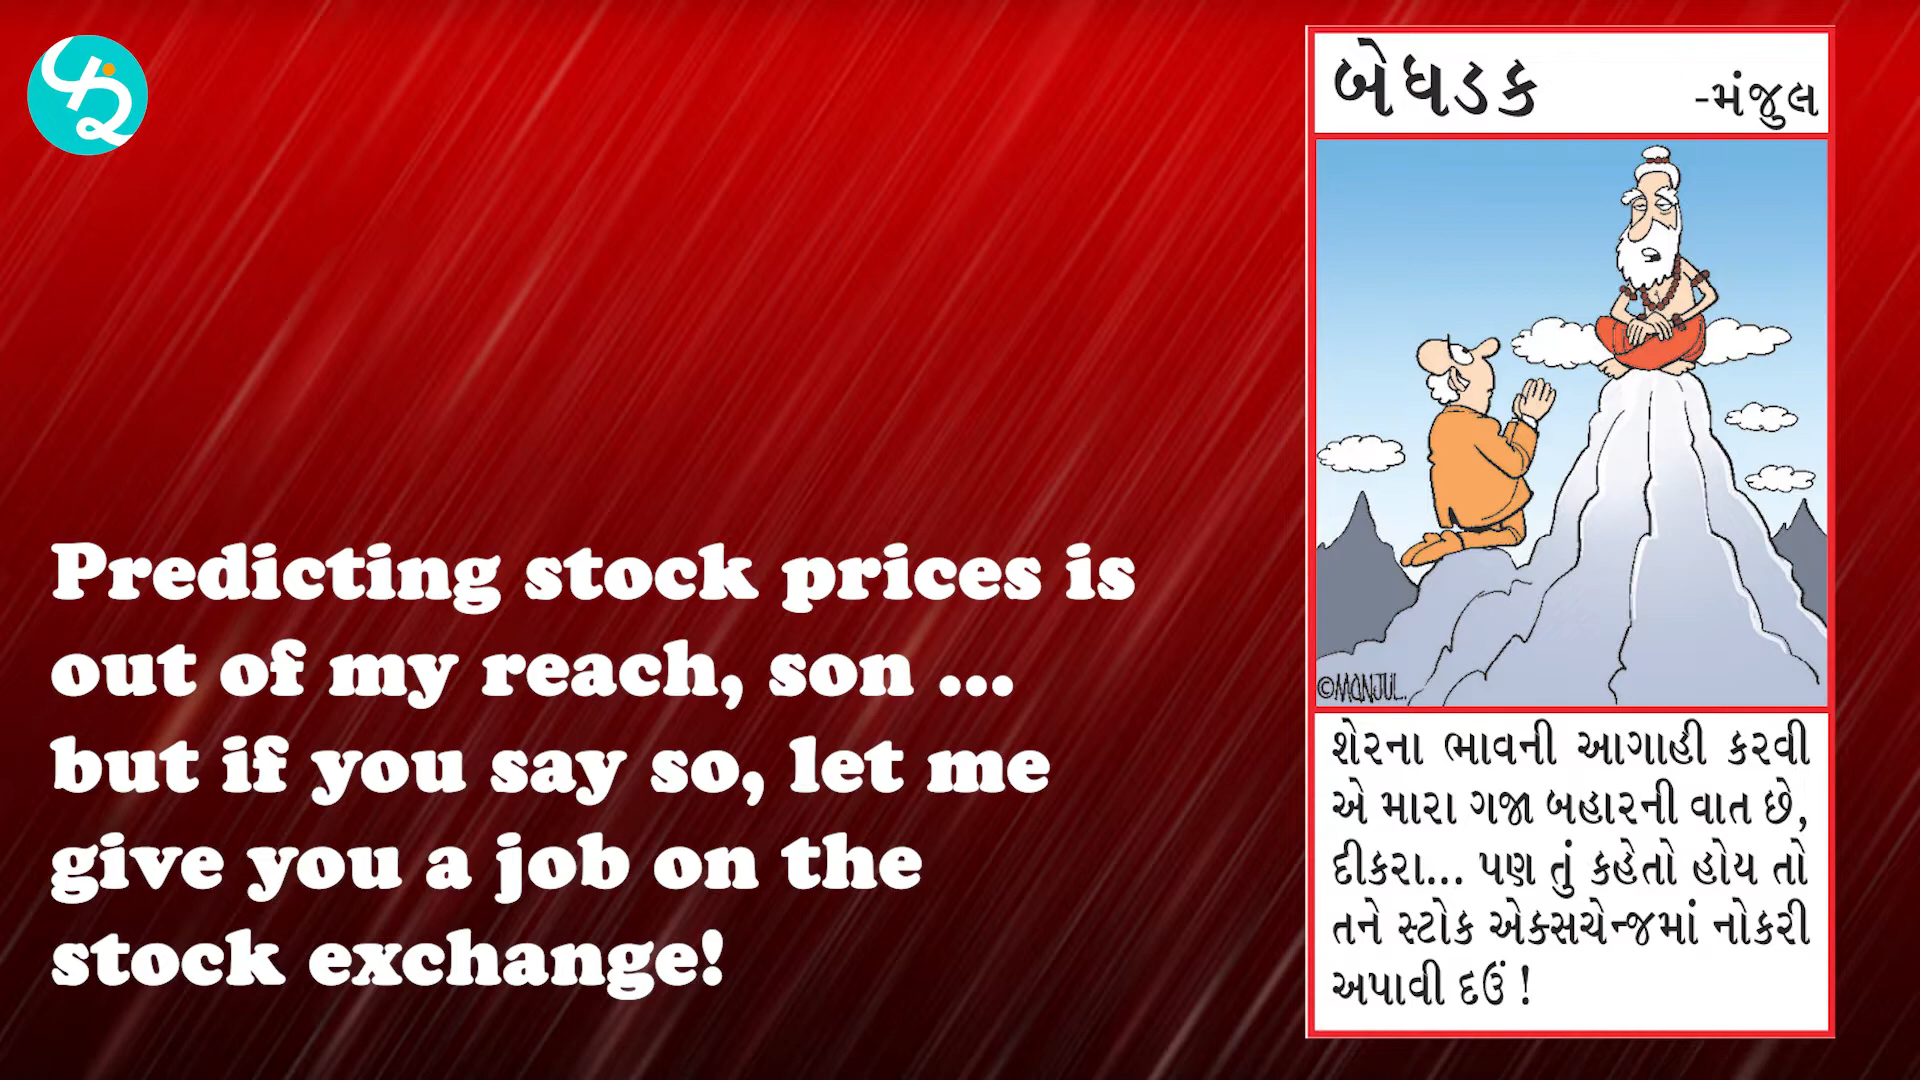 Predicting stock prices is
out of my reach, son ...
but if you say so, let me
give you a job on the
stock exchange!
બેધડક
-મંજુલ
©MANJUL.
શેરના ભાવની આગાહી કરવી
એ મારા ગજા બહારની વાત છે,
દીકરા... પણ તું કહેતો હોય તો
તને સ્ટોક એક્સચેન્જમાં નોકરી
અપાવી દઉં !